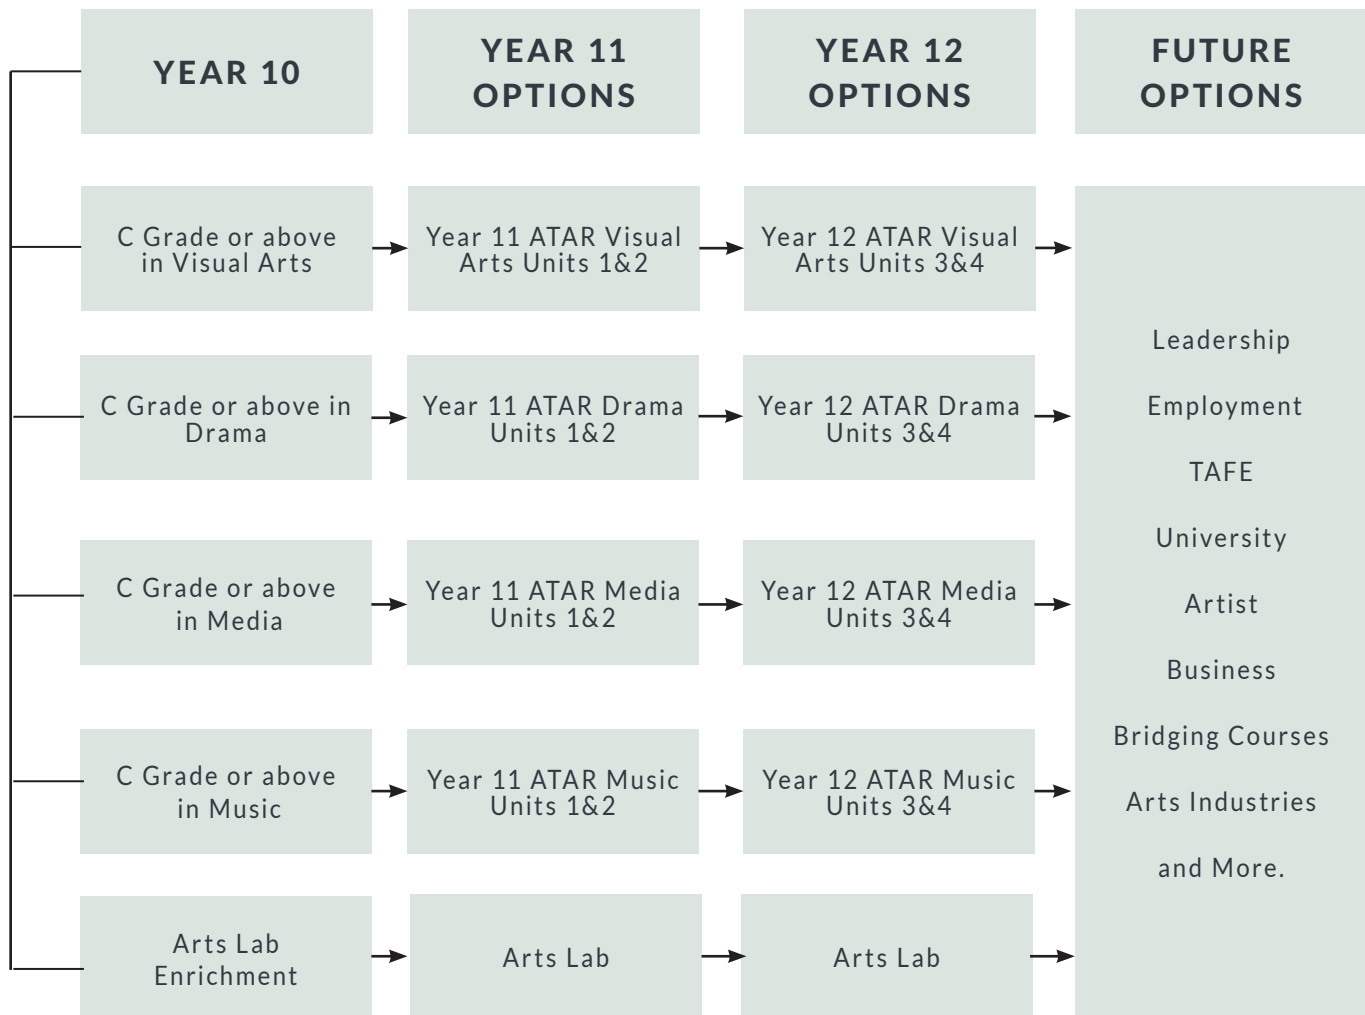 YEAR 10
YEAR 11
OPTIONS
YEAR 12
OPTIONS
FUTURE
OPTIONS
C Grade or above
in Visual Arts
Year 11 ATAR Visual
Arts Units 1&2
Year 12 ATAR Visual
Arts Units 3&4
C Grade or above in
Drama
Year 11 ATAR Drama
Units 1&2
Year 12 ATAR Drama
Units 3&4
C Grade or above
in Media
Year 11 ATAR Media
Units 1&2
Year 12 ATAR Media
Units 3&4
C Grade or above
in Music
Year 11 ATAR Music
Units 1&2
Year 12 ATAR Music
Units 3&4
Arts Lab
Enrichment
Arts Lab
Arts Lab
Leadership
Employment
TAFE
University
Artist
Business
Bridging Courses
Arts Industries
and More.